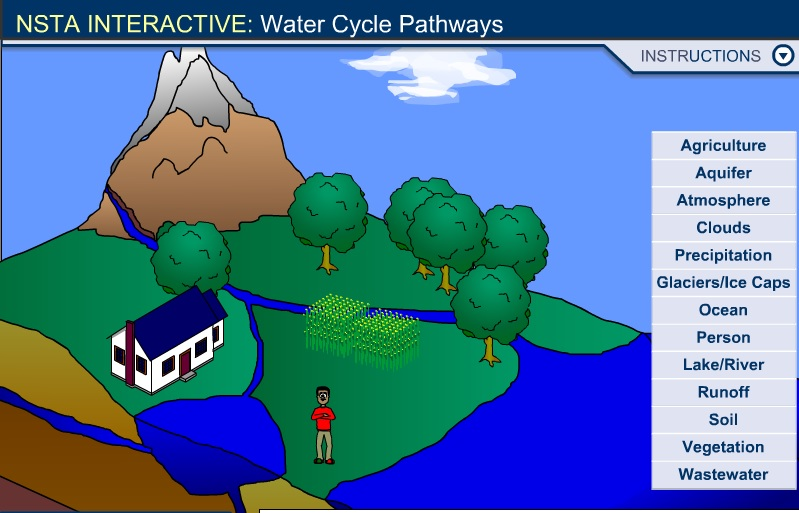 NSTA INTERACTIVE: Water Cycle Pathways
INSTRUCTIONS
Agriculture
Aquifer
Atmosphere
Clouds
Precipitation
Glaciers/Ice Caps
Ocean
Person
Lake/River
Runoff
Soil
Vegetation
Wastewater